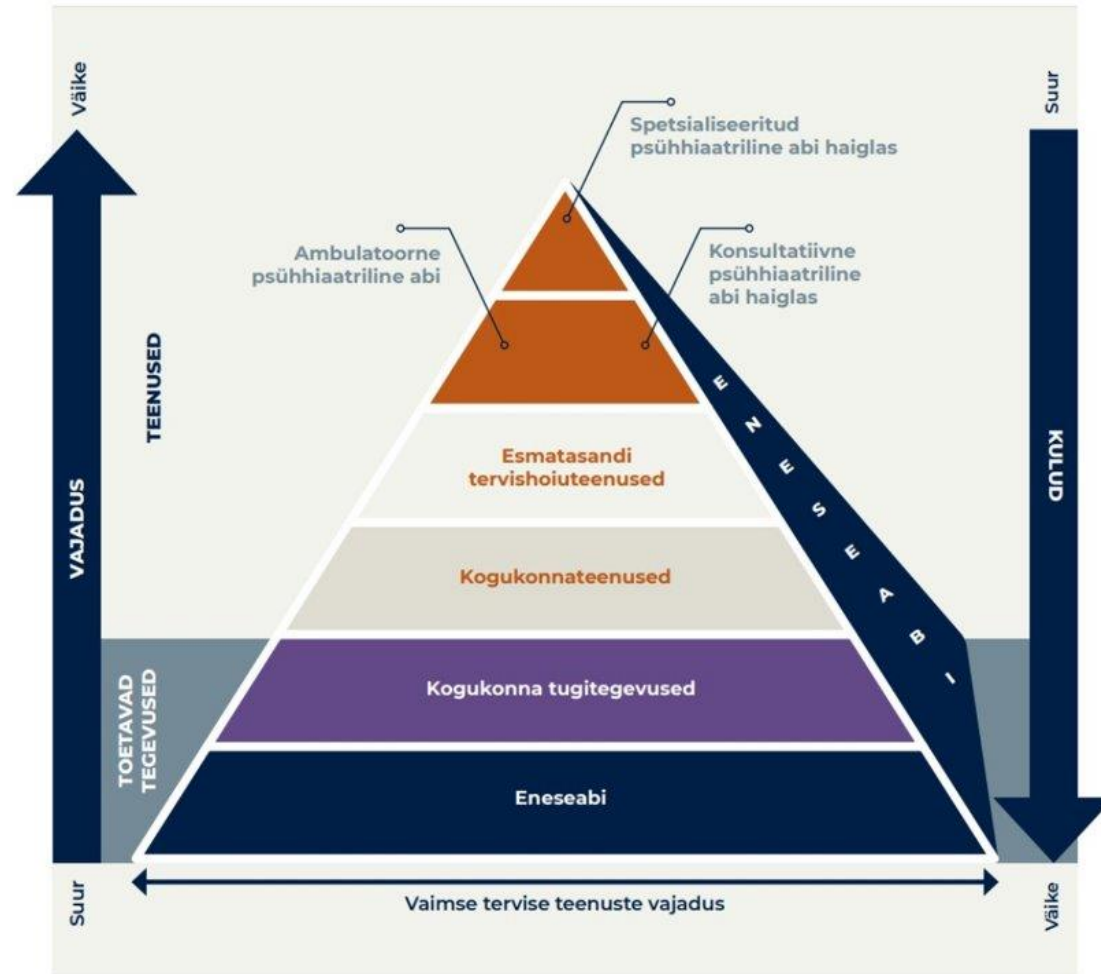 Väike
Suur
Spetsialiseeritud
psühhiaatriline abi haiglas
Ambulatoorne
psühhiaatriline abi
Konsultatiivne
psühhiaatriline
abi haiglas
TEENUSED
VAJADUS
KULUD
ENESEABI
Esmatasandi
tervishoiuteenused
Kogukonnateenused
TOETAVAD
TEGEVUSED
Kogukonna tugitegevused
Eneseabi
Suur
Vaimse tervise teenuste vajadus
Väike